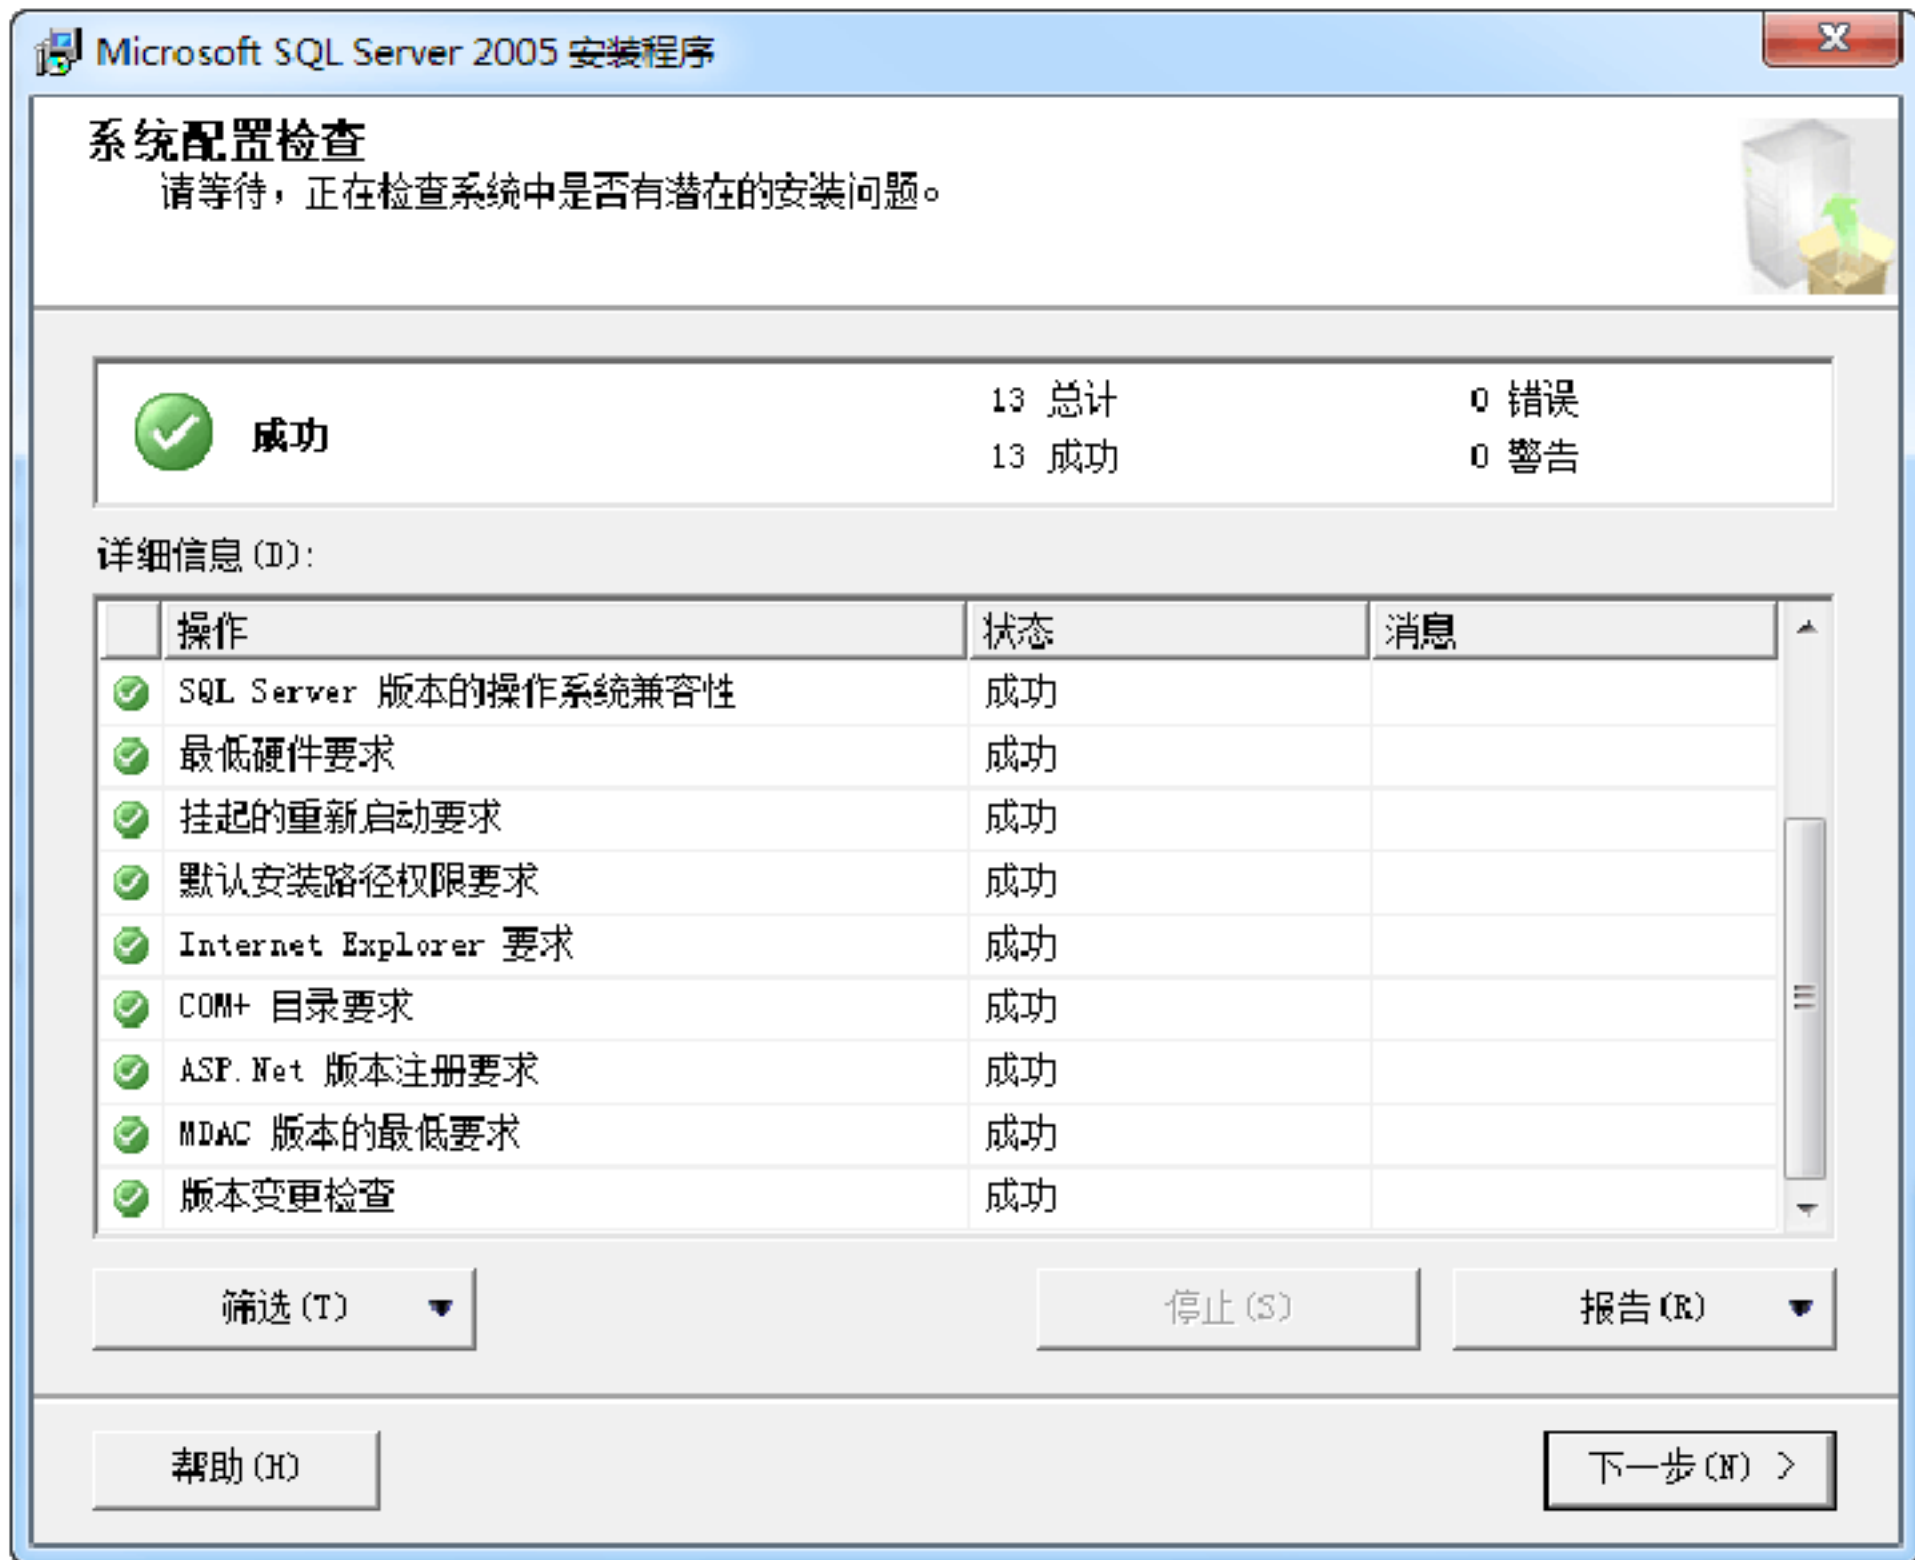 Microsoft SQL Server 2005 安装程序
系统配置检查
请等待，正在检查系统中是否有潜在的安装问题。
成功
13 总计
0 错误
13 成功
0 警告
详细信息(D):
操作 状态 消息
SQL Server 版本的操作系统兼容性 成功
最低硬件要求 成功
挂起的重新启动要求 成功
默认安装路径权限要求 成功
Internet Explorer 要求 成功
COM+ 目录要求 成功
ASP.Net 版本注册要求 成功
MDAC 版本的最低要求 成功
版本变更检查 成功
筛选(T) 停止(S) 报告(R)
帮助(H) 下一步(N) >